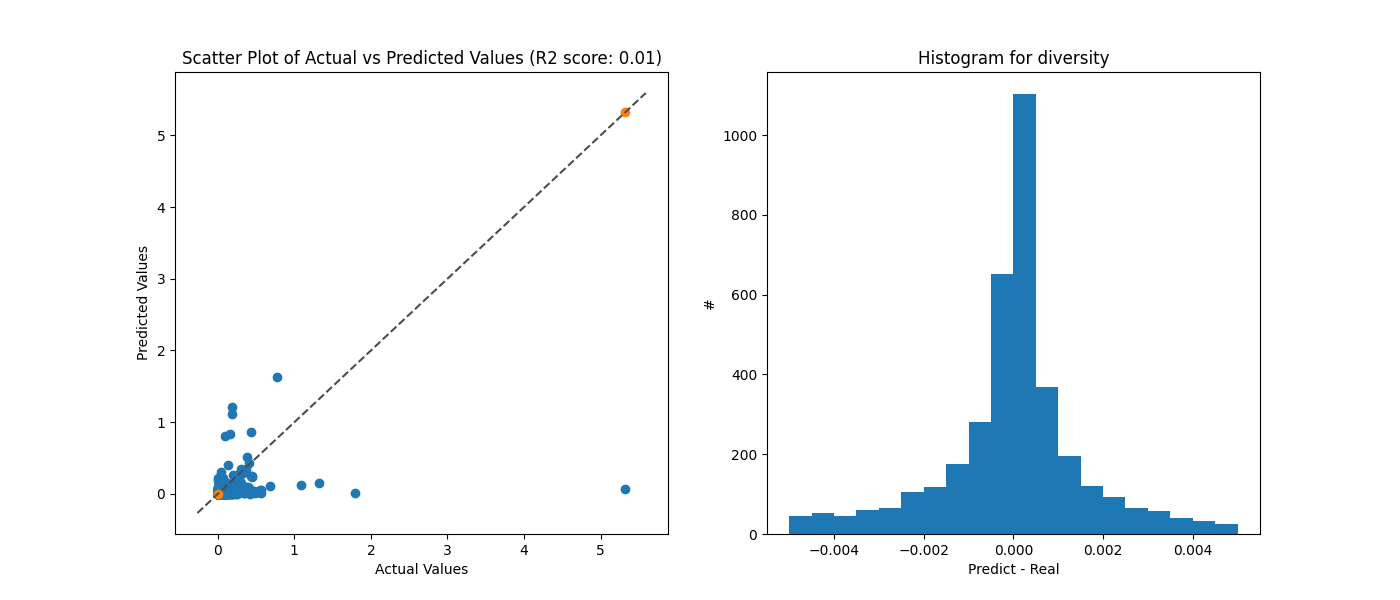 Scatter Plot of Actual vs Predicted Values (R2 score: 0.01)
Predicted Values
5
4
3
2
1
0
0 1 2 3 4 5
Actual Values
Histogram for diversity
#
1000
800
600
400
200
0
−0.004 −0.002 0.000 0.002 0.004
Predict - Real